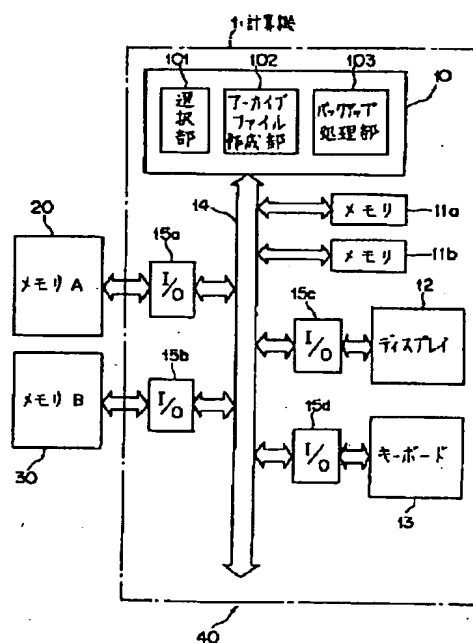 1:計算機
101
102
103
10
選択部
アーカイブ
ファイル
作成部
バックアップ
処理部
14
メモリ
11a
メモリ
11b
20
メモリ A
15a
I/O
15c
I/O
12
ディスプレイ
15b
I/O
メモリ B
30
15d
I/O
キーボード
13
40